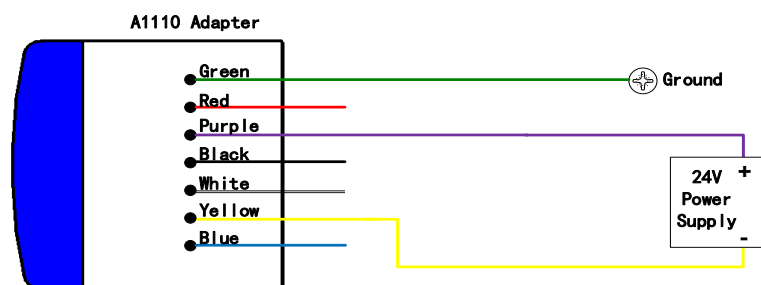 A1110 Adapter
Green
Ground
Red
Purple
Black
White
Yellow
Blue
24V
Power
Supply
+
-